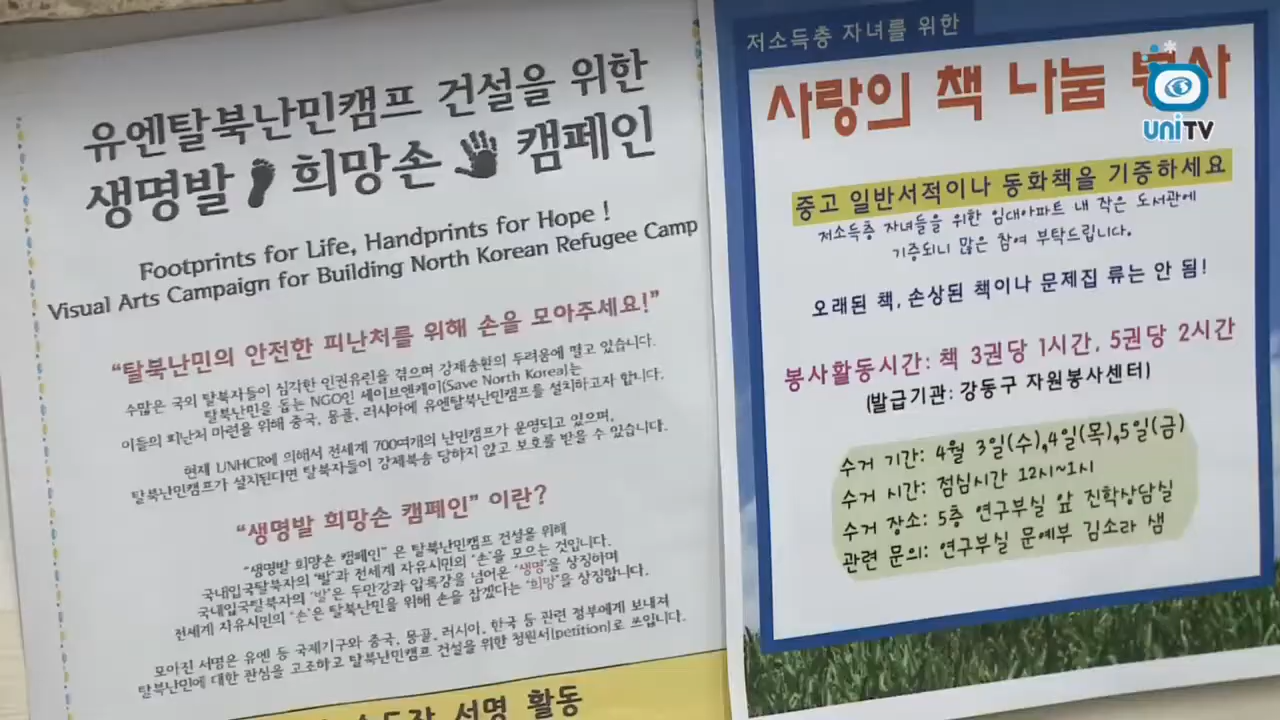 유엔탈북난민캠프 건설을 위한
생명발 희망손 캠페인
Footprints for Life, Handprints for Hope !
Visual Arts Campaign for Building North Korean Refugee Camp
“탈북난민의 안전한 피난처를 위해 손을 모아주세요!”
수많은 국외 탈북자들이 심각한 인권유린을 겪으며 강제송환의 두려움에 떨고 있습니다.
탈북난민을 돕는 NGO인 세이브엔케이(Save North Korea)는
이들의 피난처 마련을 위해 중국, 몽골, 러시아에 유엔탈북난민캠프를 설치하고자 합니다.
현재 UNHCR에 의해서 전세계 700여개의 난민캠프가 운영되고 있으며,
탈북난민캠프가 설치된다면 탈북자들이 강제북송 당하지 않고 보호를 받을 수 있습니다.
“생명발 희망손 캠페인” 이란?
“생명발 희망손 캠페인” 은 탈북난민캠프 건설을 위해
국내입국탈북자의 '발'과 전세계 자유시민의 '손'을 모으는 것입니다.
국내입국탈북자의 '발'은 두만강과 압록강을 넘어온 '생명'을 상징하며
전세계 자유시민의 '손'은 탈북난민을 위해 손을 잡겠다는 '희망'을 상징합니다.
모아진 서명은 유엔 등 국제기구와 중국, 몽골, 러시아, 한국 등 관련 정부에게 보내져
탈북난민에 대한 관심을 고조하고 탈북난민캠프 건설을 위한 청원서(petition)로 쓰입니다.
서명 활동
저소득층 자녀를 위한
사랑의 책 나눔
중고 일반서적이나 동화책을 기증하세요
저소득층 자녀들을 위한 임대아파트 내 작은 도서관에
기증되니 많은 참여 부탁드립니다.
오래된 책, 손상된 책이나 문제집 류는 안 됨!
봉사활동시간: 책 3권당 1시간, 5권당 2시간
(발급기관: 강동구 자원봉사센터)
수거 기간: 4월 3일(수),4일(목),5일(금)
수거 시간: 점심시간 12시~1시
수거 장소: 5층 연구부실 앞 진학상담실
관련 문의: 연구부실 문예부 김소라 샘
uniTV